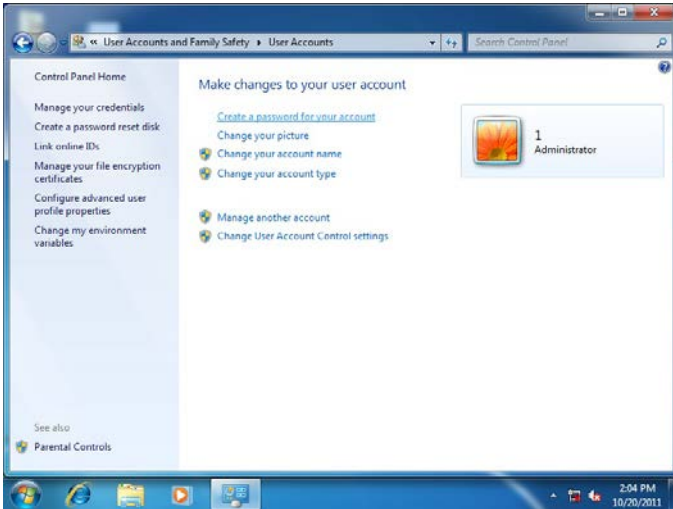 « User Accounts and Family Safety ▸ User Accounts
Search Control Panel
Control Panel Home
Manage your credentials
Create a password reset disk
Link online IDs
Manage your file encryption
certificates
Configure advanced user
profile properties
Change my environment
variables
See also
Parental Controls
Make changes to your user account
Create a password for your account
Change your picture
Change your account name
Change your account type
Manage another account
Change User Account Control settings
1
Administrator
2:04 PM
10/20/2011